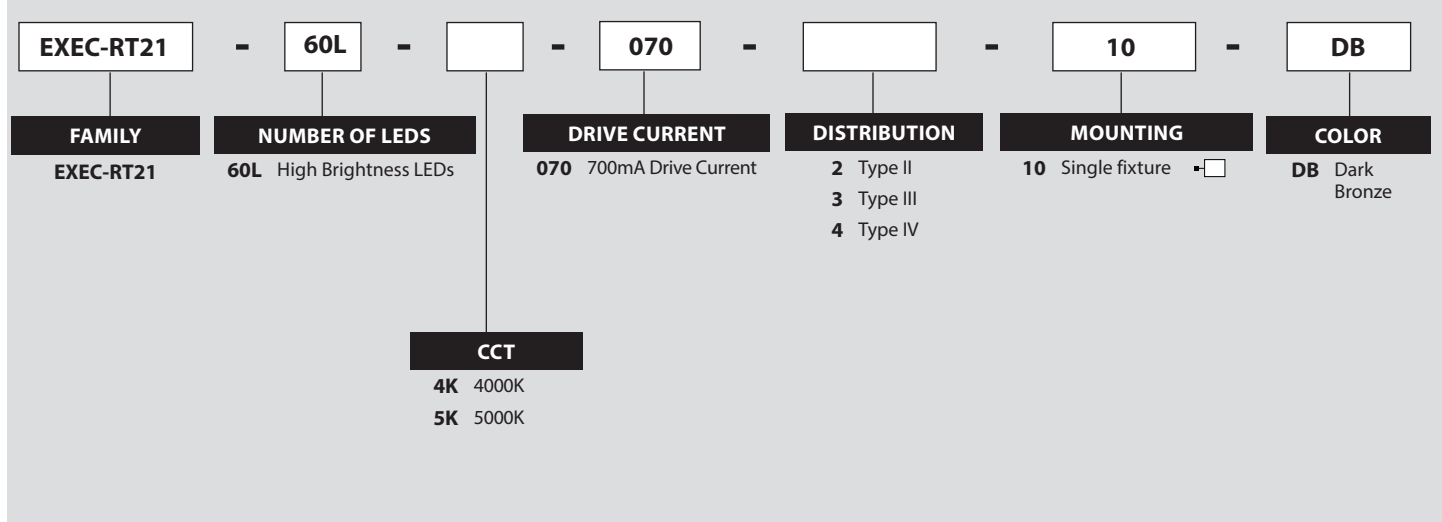 EXEC-RT21 - 60L - - 070 - - 10 - DB
FAMILY
EXEC-RT21
NUMBER OF LEDS
60L High Brightness LEDs
CCT
4K 4000K
5K 5000K
DRIVE CURRENT
070 700mA Drive Current
DISTRIBUTION
2 Type II
3 Type III
4 Type IV
MOUNTING
10 Single fixture
COLOR
DB Dark
Bronze